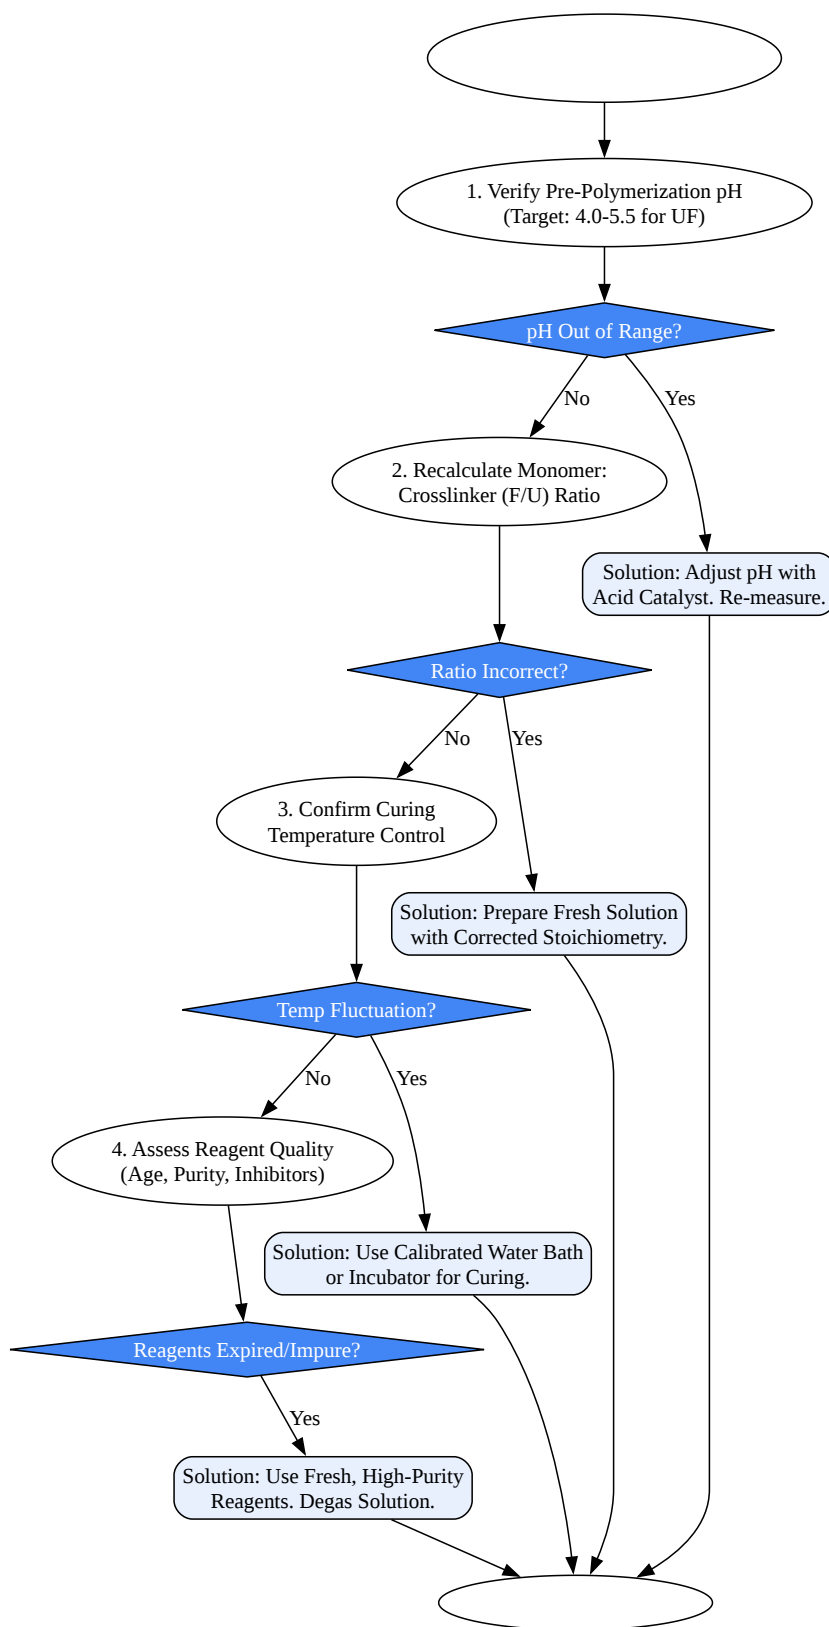 1. Verify Pre-Polymerization pH
(Target: 4.0-5.5 for UF)
pH Out of Range?
No
Yes
2. Recalculate Monomer:
Crosslinker (F/U) Ratio
Solution: Adjust pH with
Acid Catalyst. Re-measure.
Ratio Incorrect?
No
Yes
3. Confirm Curing
Temperature Control
Solution: Prepare Fresh Solution
with Corrected Stoichiometry.
Temp Fluctuation?
No
Yes
4. Assess Reagent Quality
(Age, Purity, Inhibitors)
Solution: Use Calibrated Water Bath
or Incubator for Curing.
Reagents Expired/Impure?
Yes
Solution: Use Fresh, High-Purity
Reagents. Degas Solution.